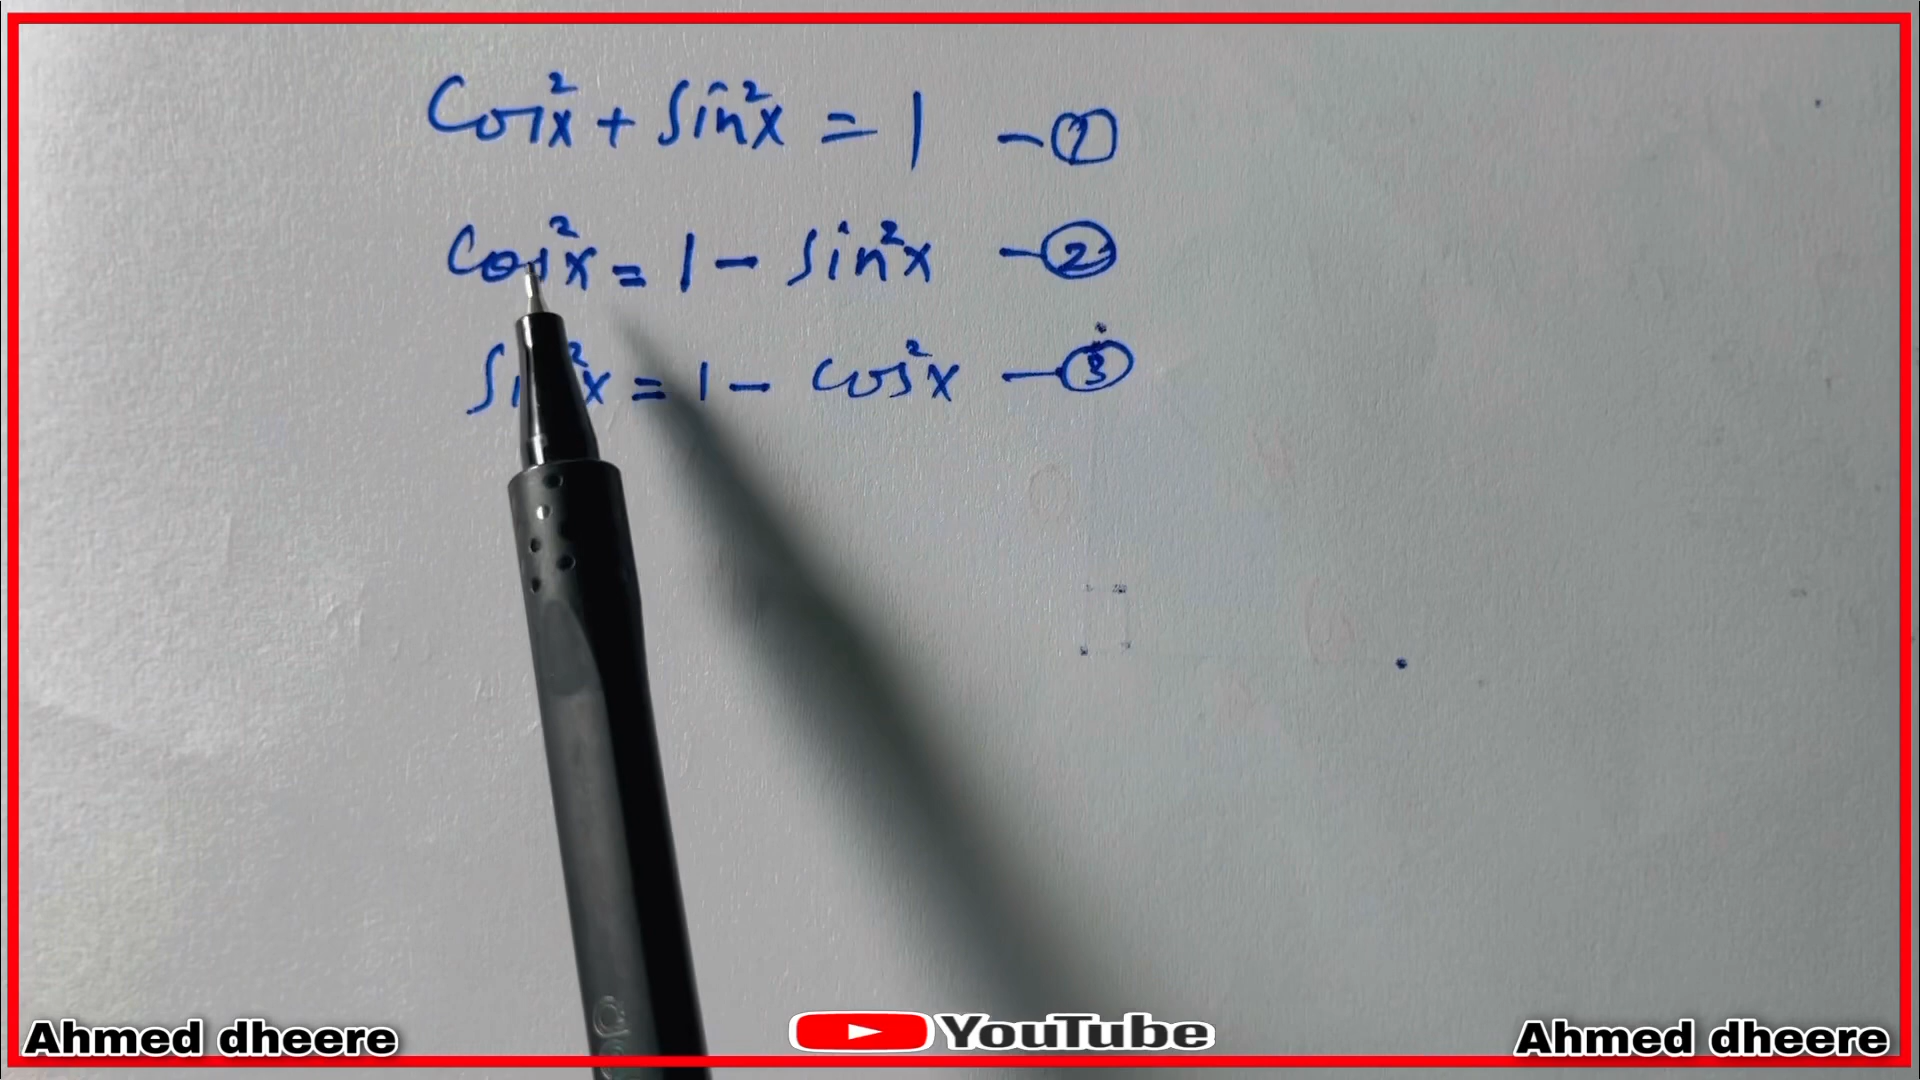 Cos²x + Sin²x = 1 – ①
Cos²x = 1 – Sin²x – ②
Sin²x = 1 – Cos²x – ③
Ahmed dheere
YouTube
Ahmed dheere